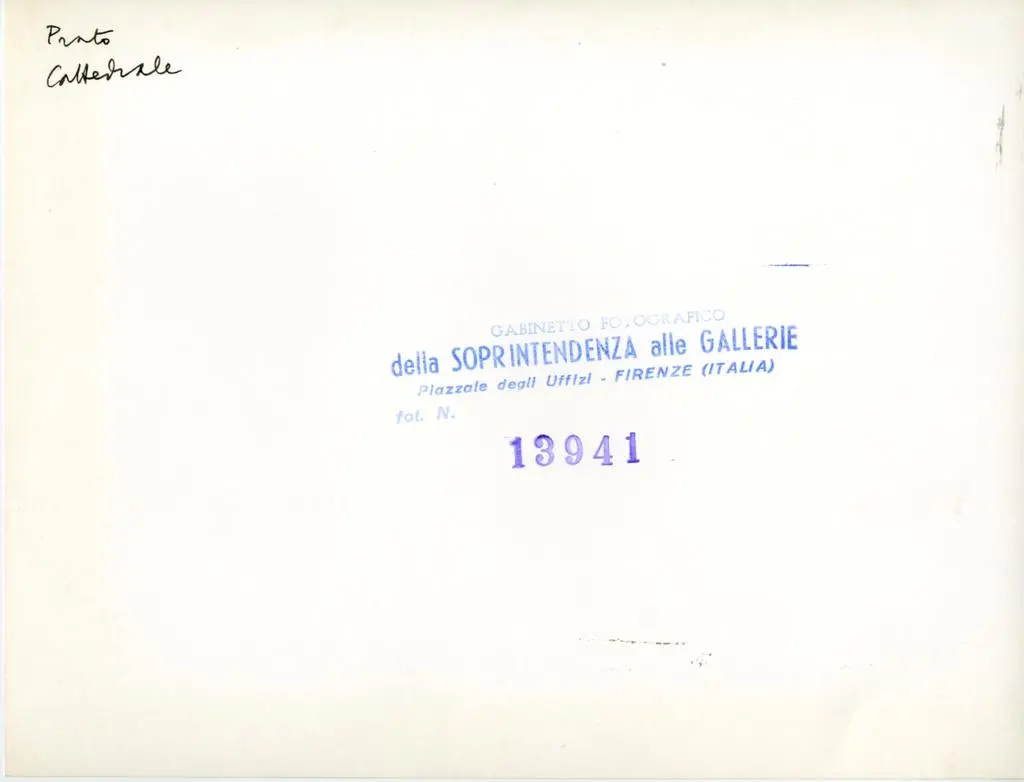 Prato
Cattedrale
GABINETTO FOTOGRAFICO
della SOPRINTENDENZA alle GALLERIE
Piazzale degli Uffizi - FIRENZE (ITALIA)
fot. N.
13941